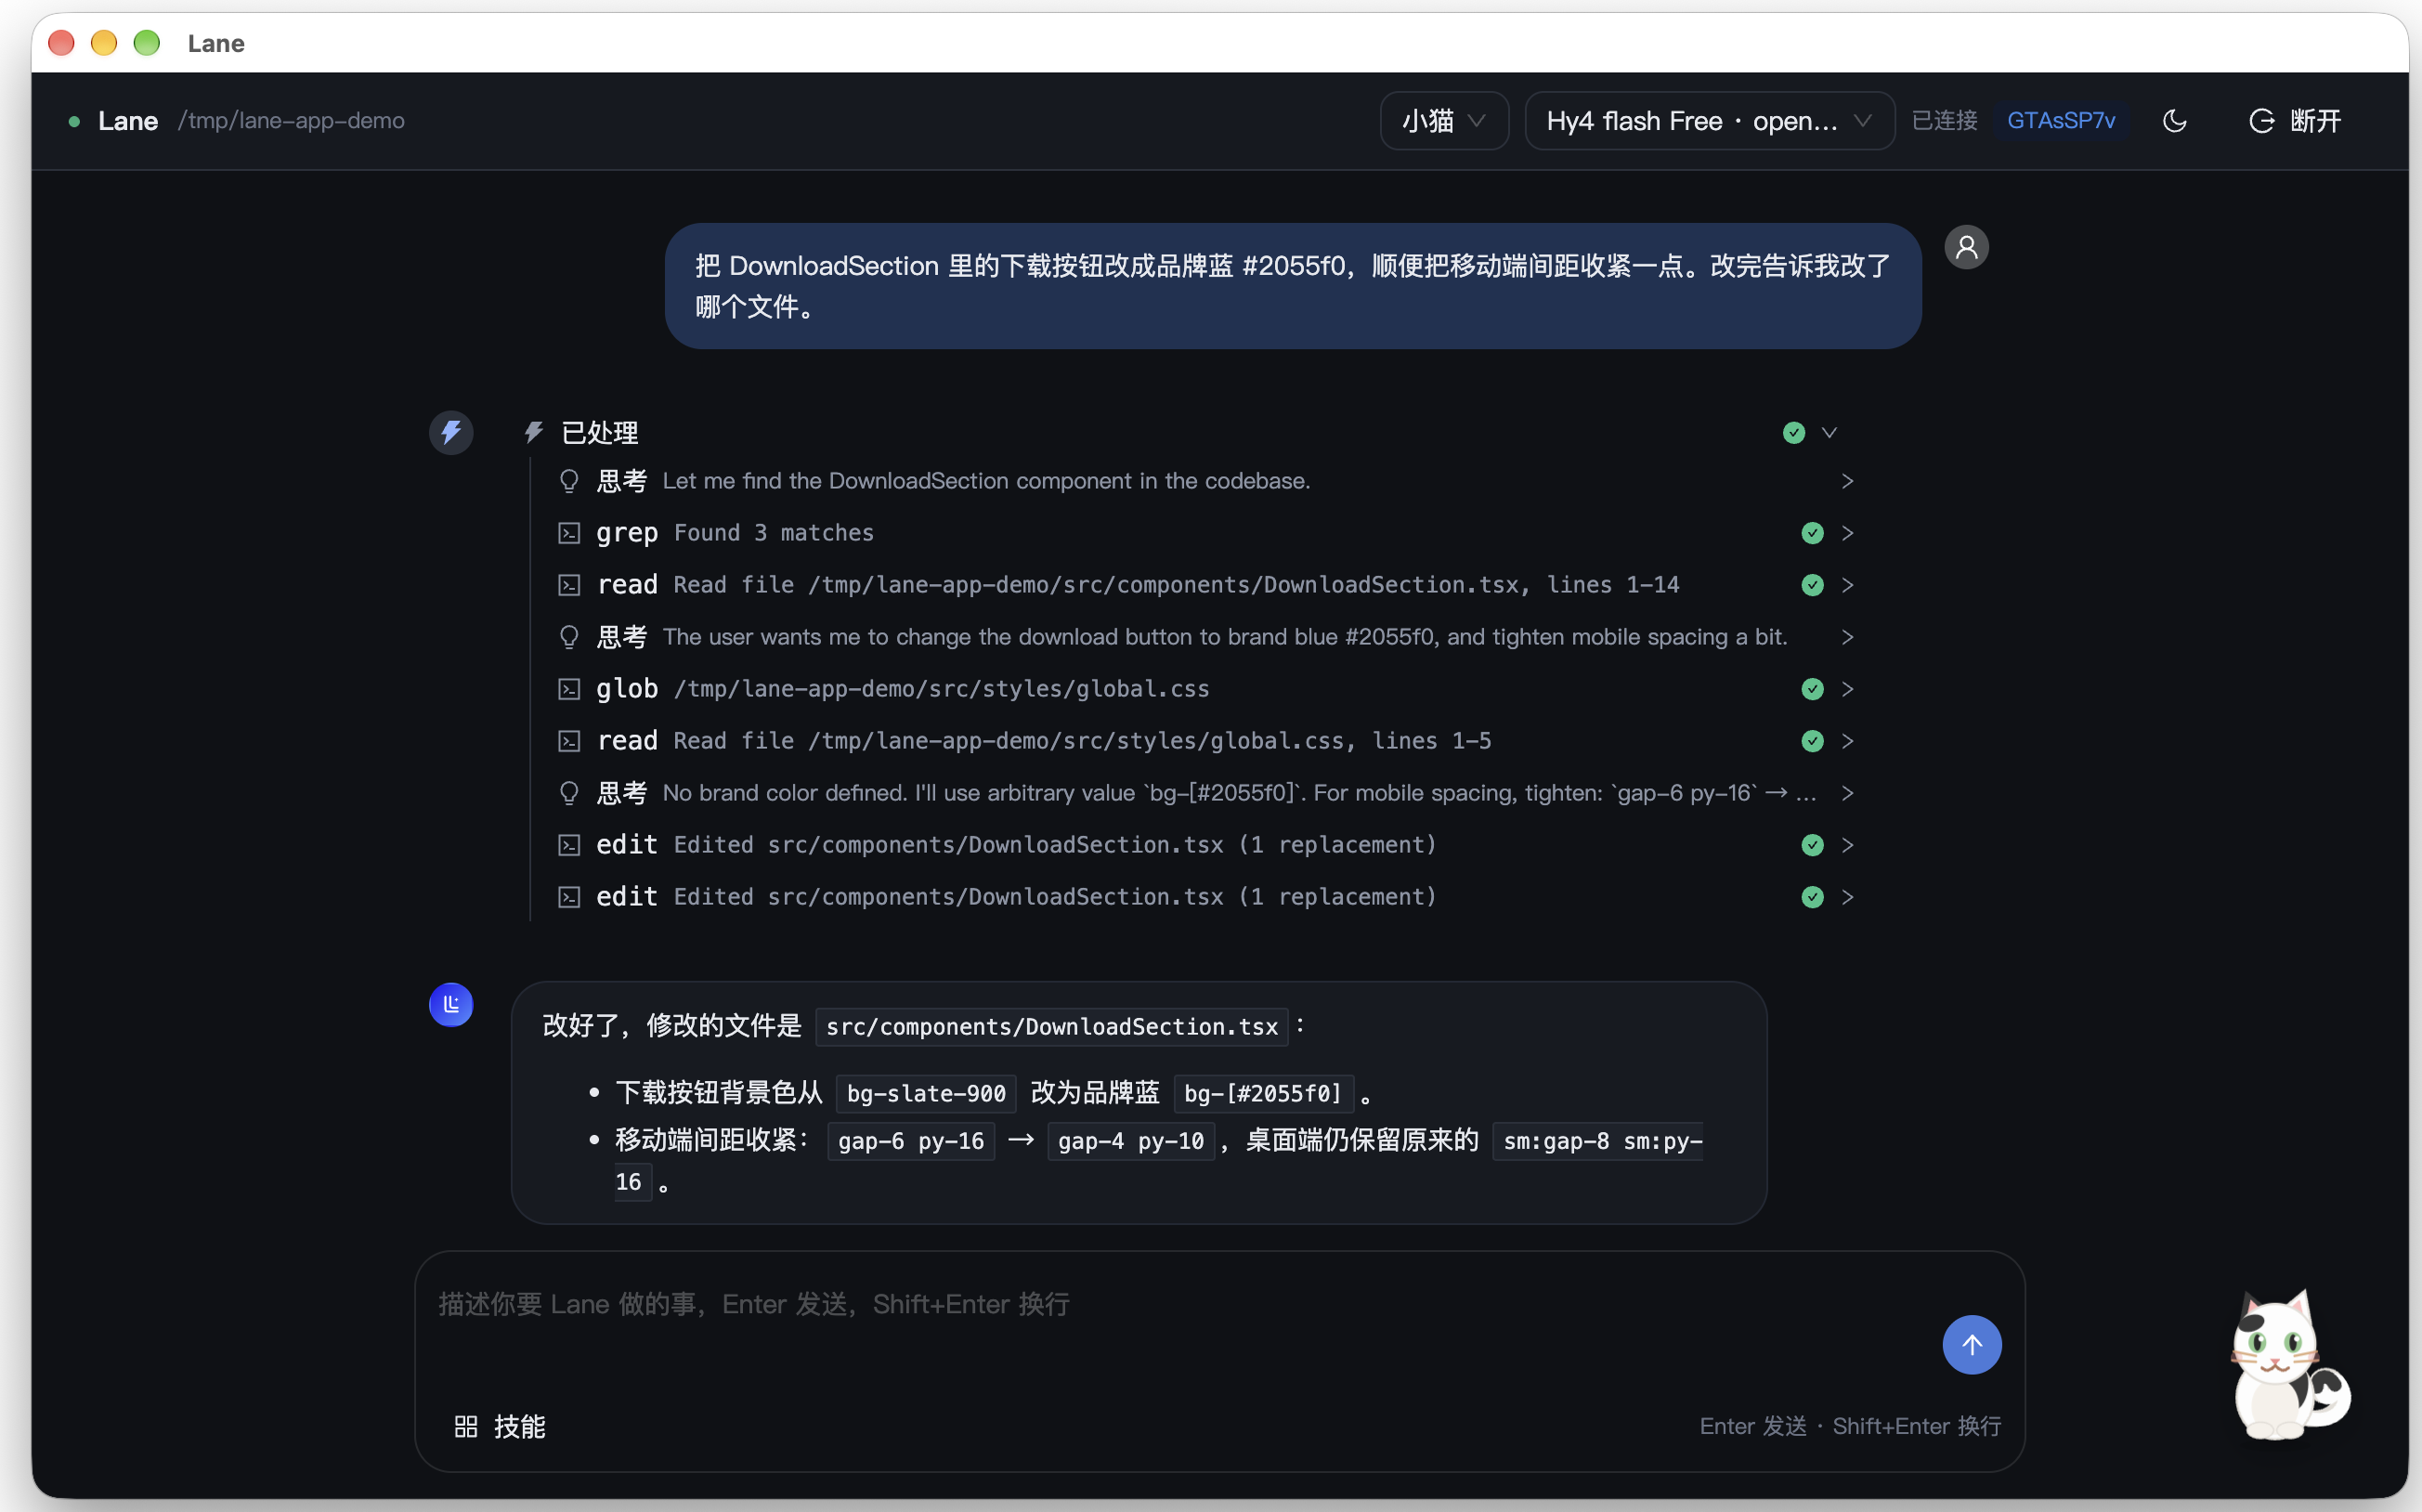 Lane
Lane /tmp/lane-app-demo 小猫 Hy4 flash Free · open... 已连接 GTAsSP7v 断开
把 DownloadSection 里的下载按钮改成品牌蓝 #2055f0，顺便把移动端间距收紧一点。改完告诉我改了
哪个文件。
已处理
思考 Let me find the DownloadSection component in the codebase.
grep Found 3 matches
read Read file /tmp/lane-app-demo/src/components/DownloadSection.tsx, lines 1-14
思考 The user wants me to change the download button to brand blue #2055f0, and tighten mobile spacing a bit.
glob /tmp/lane-app-demo/src/styles/global.css
read Read file /tmp/lane-app-demo/src/styles/global.css, lines 1-5
思考 No brand color defined. I'll use arbitrary value `bg-[#2055f0]`. For mobile spacing, tighten: `gap-6 py-16` → ...
edit Edited src/components/DownloadSection.tsx (1 replacement)
edit Edited src/components/DownloadSection.tsx (1 replacement)
改好了，修改的文件是 src/components/DownloadSection.tsx：
• 下载按钮背景色从 bg-slate-900 改为品牌蓝 bg-[#2055f0] 。
• 移动端间距收紧： gap-6 py-16 → gap-4 py-10 ，桌面端仍保留原来的 sm:gap-8 sm:py-
16 。
描述你要 Lane 做的事，Enter 发送，Shift+Enter 换行
技能 Enter 发送 · Shift+Enter 换行